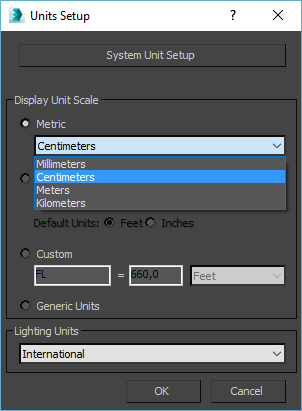 Units Setup
System Unit Setup
Display Unit Scale
Metric
Centimeters
Millimeters
Centimeters
Meters
Kilometers
Default Units: Feet Inches
Custom
FL = 660,0 Feet
Generic Units
Lighting Units
International
OK Cancel